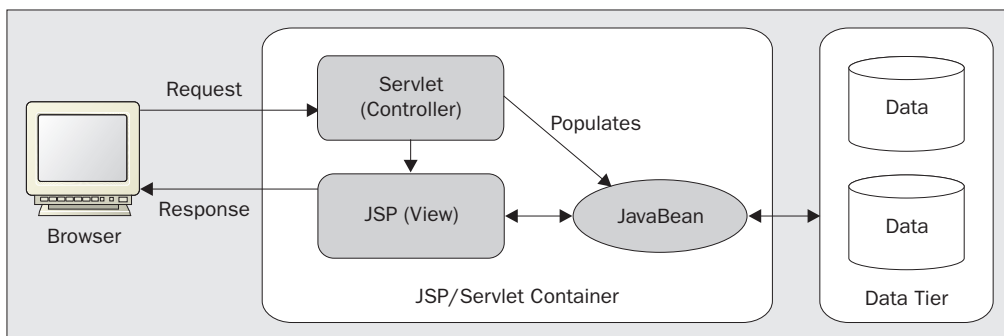 Request
Servlet
(Controller)
Populates
Data
Response
JSP (View)
JavaBean
Data
Browser
JSP/Servlet Container
Data Tier